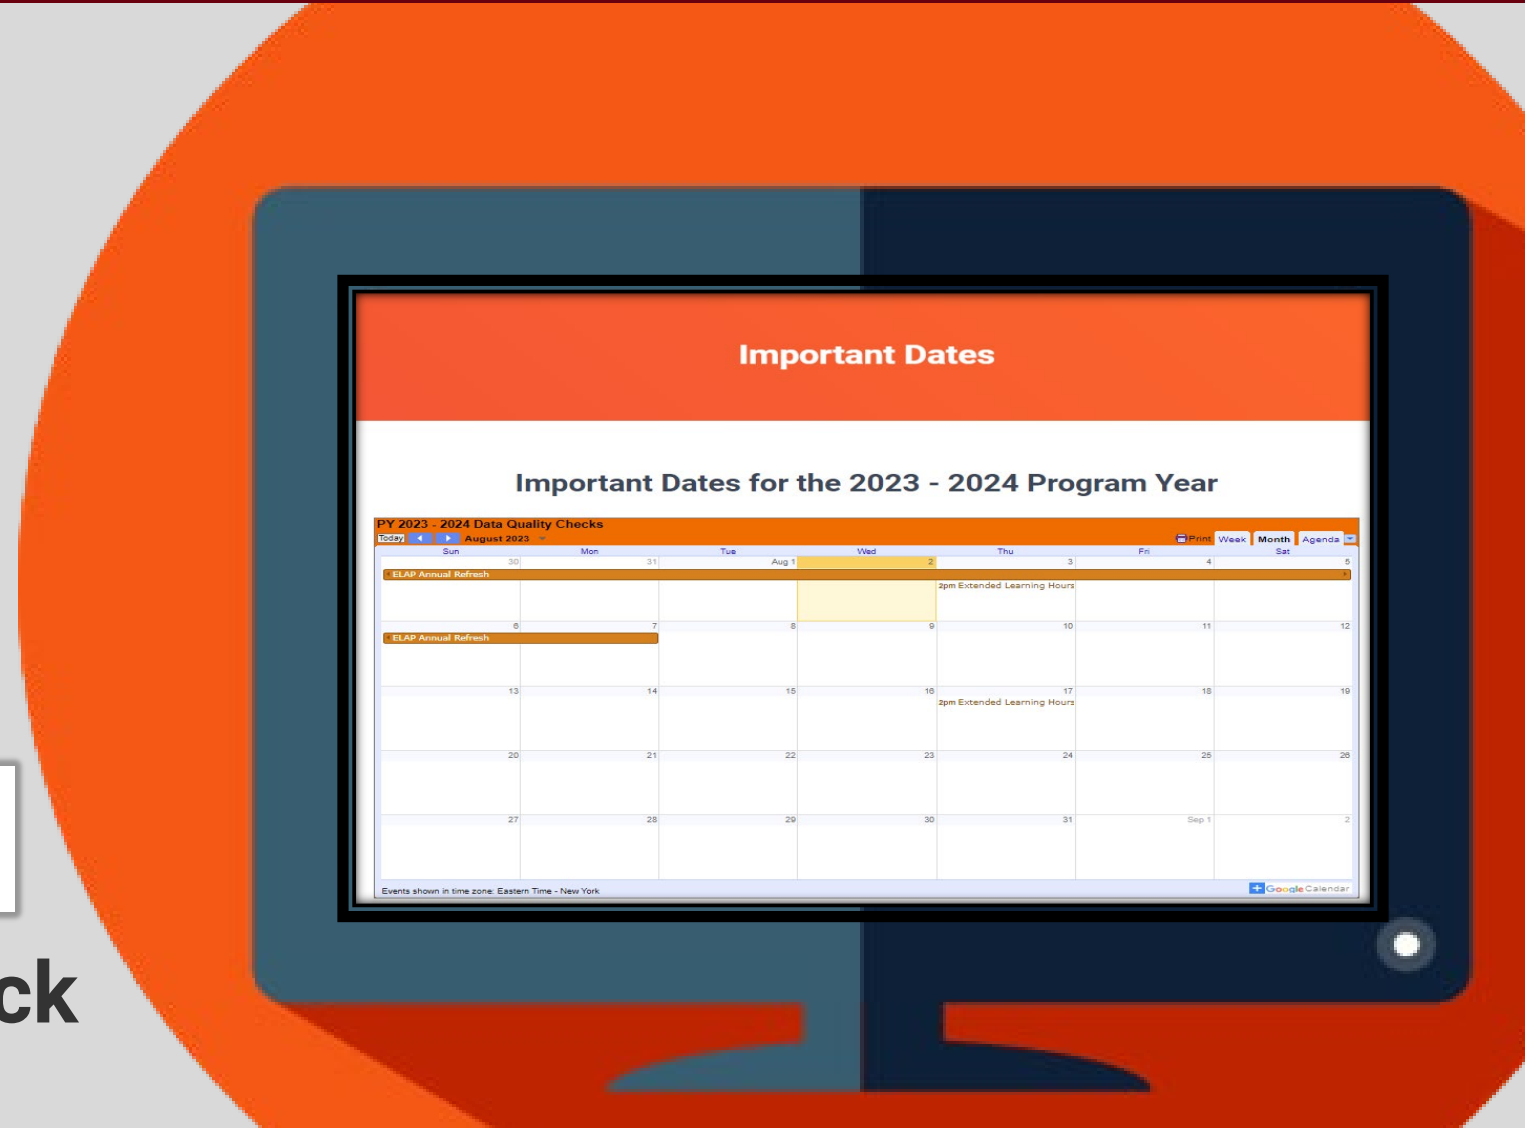 Important Dates
Important Dates for the 2023 - 2024 Program Year
PY 2023 - 2024 Data Quality Checks
Today August 2023 Print Week Month Agenda
Sun Mon Tue Wed Thu Fri Sat
30 31 Aug 1 2 3 4 5
ELAP Annual Refresh
2pm Extended Learning Hours
6 7 8 9 10 11 12
ELAP Annual Refresh
13 14 15 16 17 18 19
2pm Extended Learning Hours
20 21 22 23 24 25 26
27 28 29 30 31 Sep 1 2
Events shown in time zone: Eastern Time - New York
Google Calendar
ck